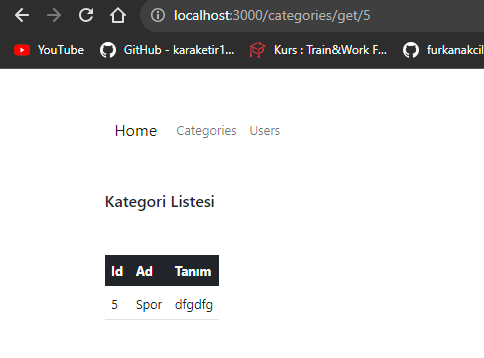 localhost:3000/categories/get/5
YouTube GitHub - karaketir1... Kurs : Train&Work F... furkanakcil
Home Categories Users
Kategori Listesi
Id Ad Tanım
5 Spor dfgdfg